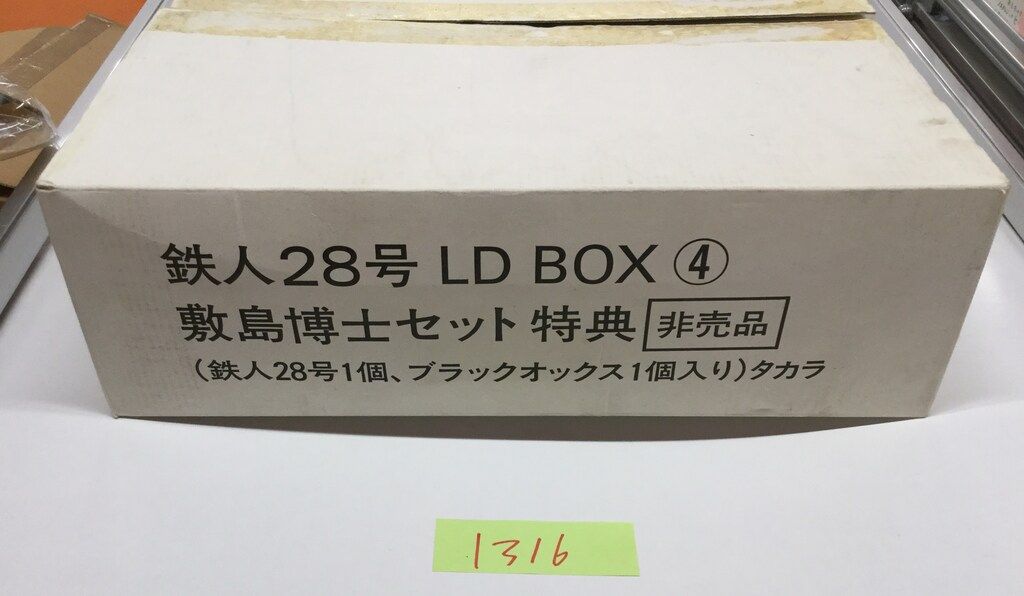 鉄人28号 LD BOX ④
敷島博士セット 特典 非売品
(鉄人28号1個、ブラックオックス1個入り)タカラ
1316